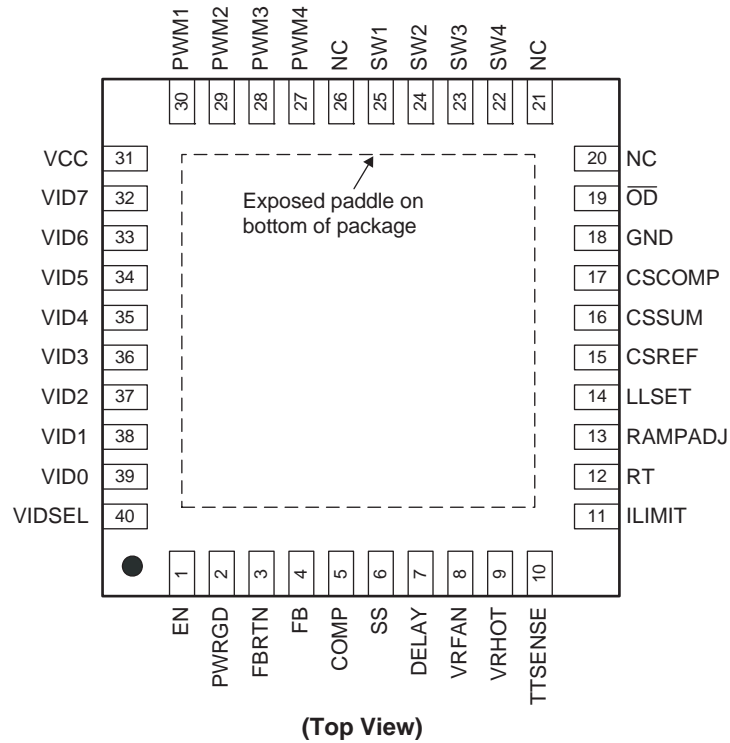 PWM1
PWM2
PWM3
PWM4
NC
SW1
SW2
SW3
SW4
NC
30
29
28
27
26
25
24
23
22
21
VCC 31
VID7 32
VID6 33
VID5 34
VID4 35
VID3 36
VID2 37
VID1 38
VID0 39
VIDSEL 40
Exposed paddle on
bottom of package
20 NC
19 O̅D̅
18 GND
17 CSCOMP
16 CSSUM
15 CSREF
14 LLSET
13 RAMPADJ
12 RT
11 ILIMIT
1
2
3
4
5
6
7
8
9
10
EN
PWRGD
FBRTN
FB
COMP
SS
DELAY
VRFAN
VRHOT
TTSENSE
(Top View)